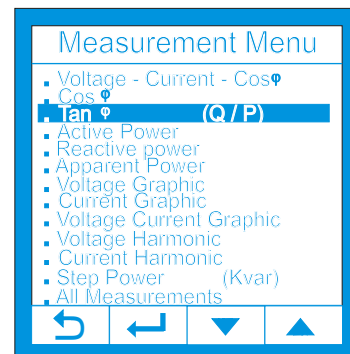 Measurement Menu
Voltage - Current - Cosφ
Cos φ
Tan φ (Q / P)
Active Power
Reactive power
Apparent Power
Voltage Graphic
Current Graphic
Voltage Current Graphic
Voltage Harmonic
Current Harmonic
Step Power (Kvar)
All Measurements